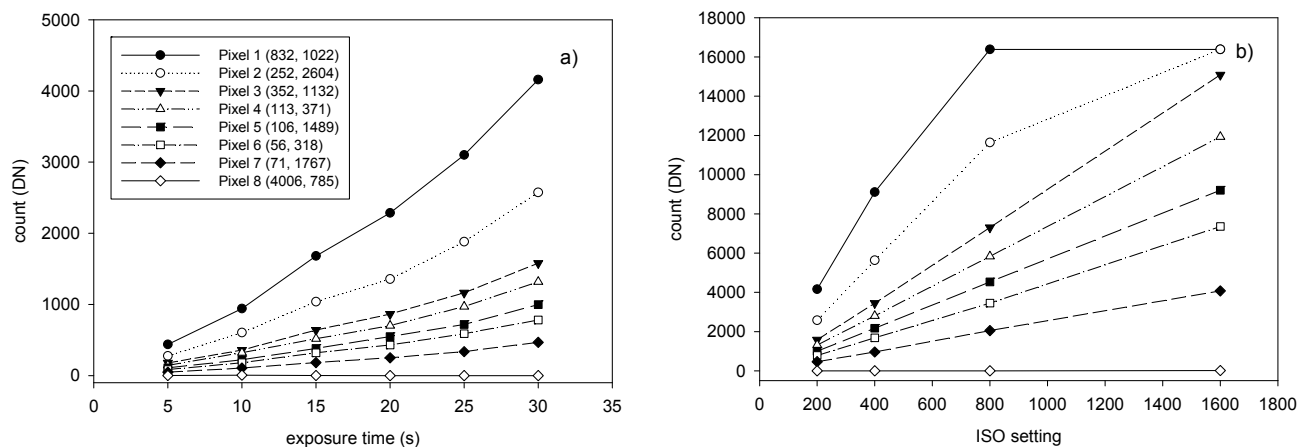 5000
4000
3000
2000
1000
0
count (DN)
0 5 10 15 20 25 30 35
exposure time (s)
a)
Pixel 1 (832, 1022)
Pixel 2 (252, 2604)
Pixel 3 (352, 1132)
Pixel 4 (113, 371)
Pixel 5 (106, 1489)
Pixel 6 (56, 318)
Pixel 7 (71, 1767)
Pixel 8 (4006, 785)
18000
16000
14000
12000
10000
8000
6000
4000
2000
0
count (DN)
0 200 400 600 800 1000 1200 1400 1600 1800
ISO setting
b)